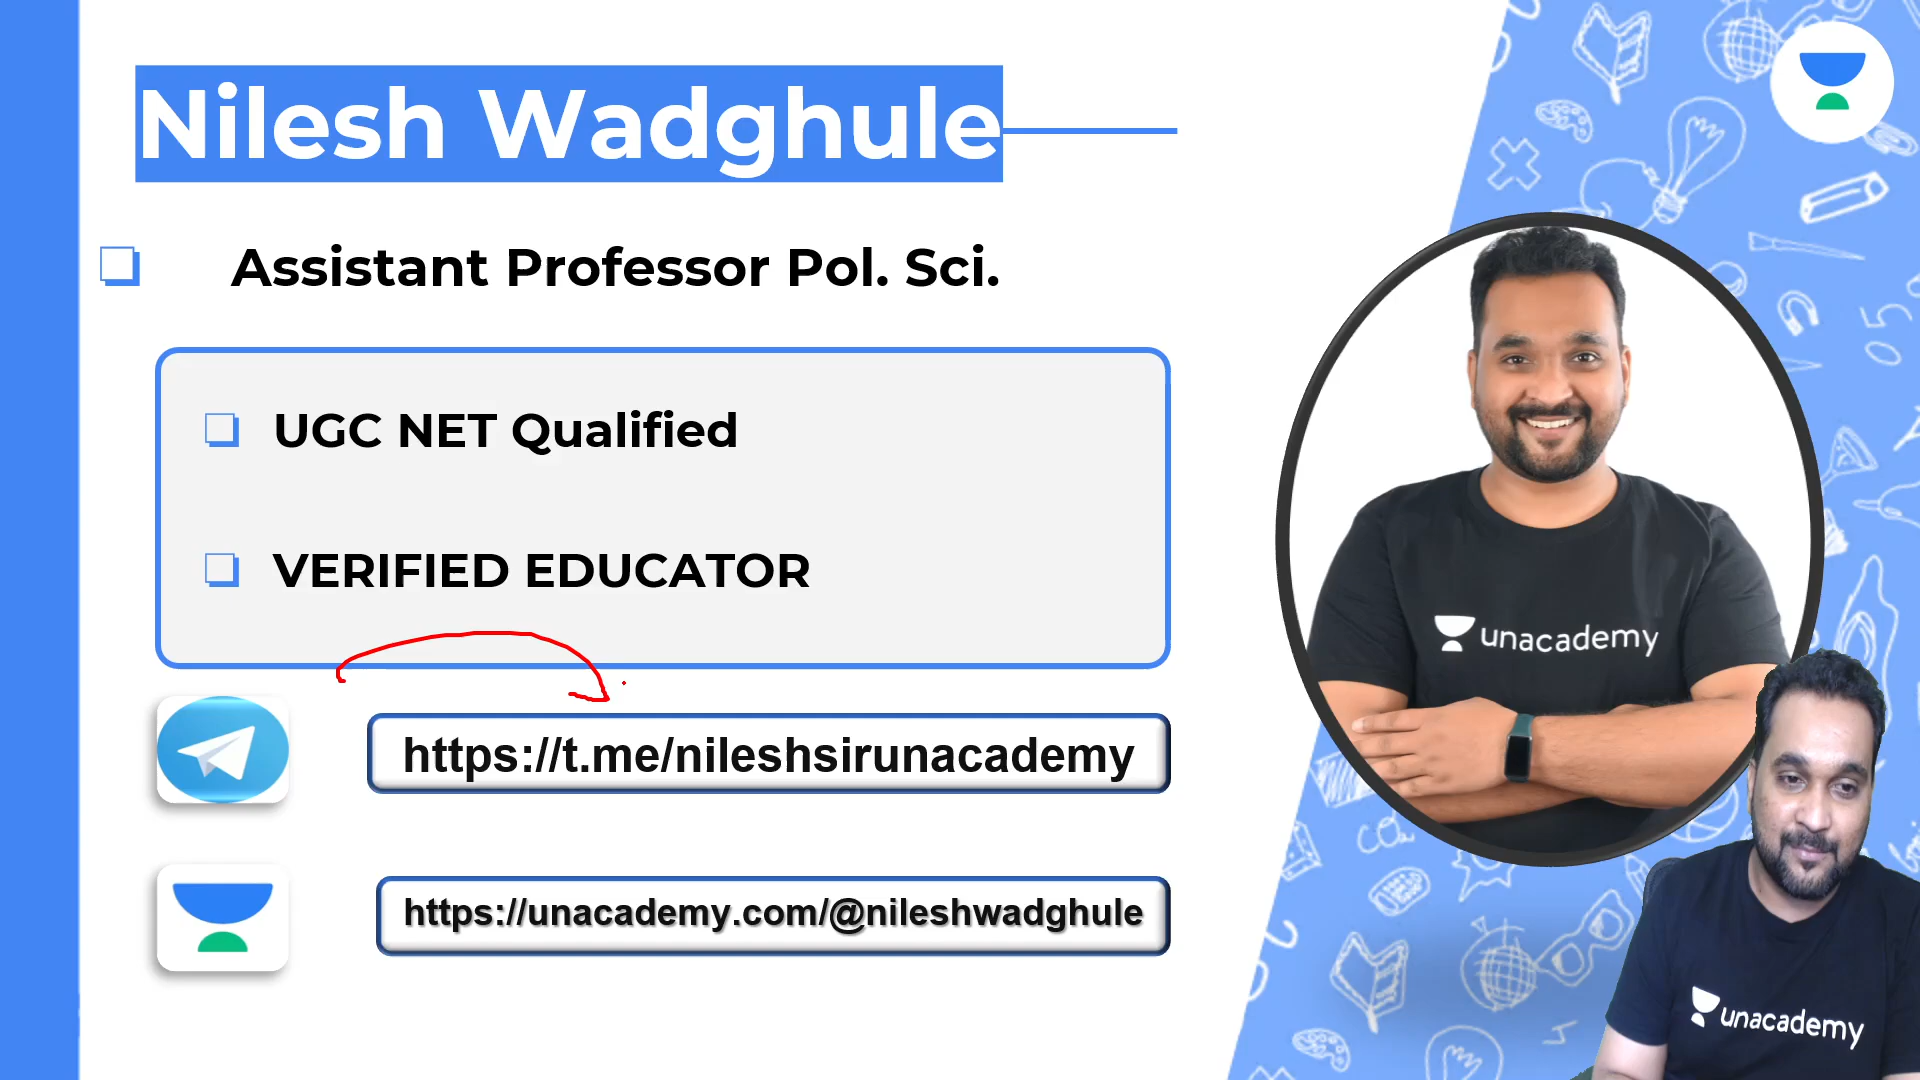 Nilesh Wadghule
Assistant Professor Pol. Sci.
UGC NET Qualified
VERIFIED EDUCATOR
https://t.me/nileshsirunacademy
https://unacademy.com/@nileshwadghule
unacademy
unacademy